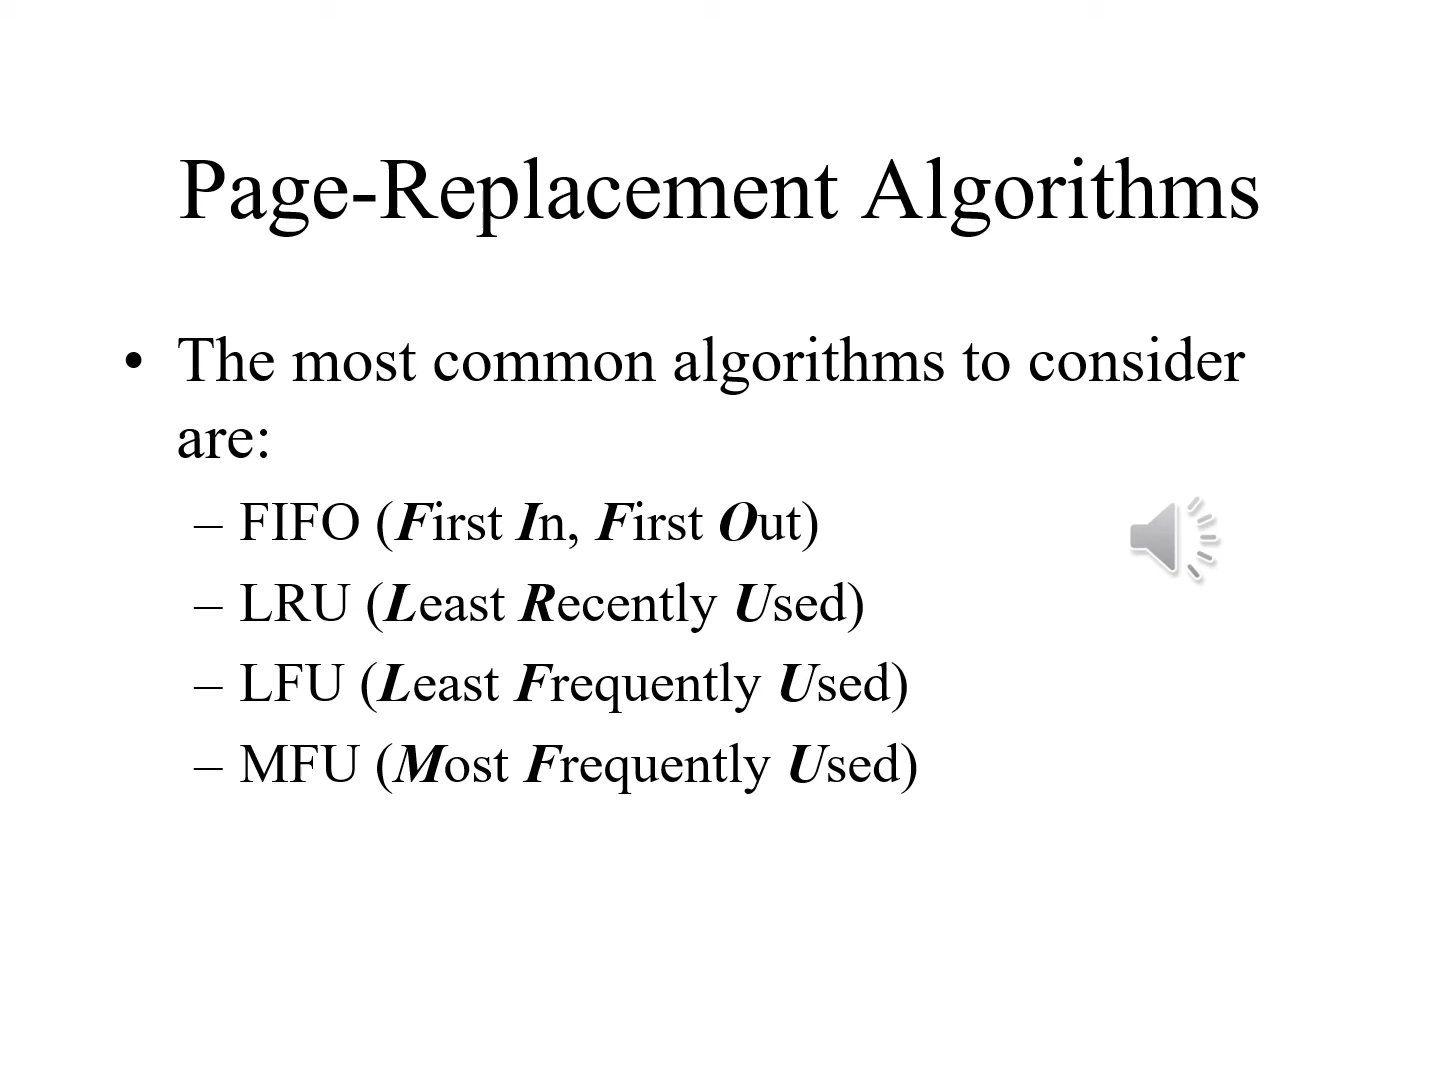 Page-Replacement Algorithms
• The most common algorithms to consider
are:
– FIFO (First In, First Out)
– LRU (Least Recently Used)
– LFU (Least Frequently Used)
– MFU (Most Frequently Used)